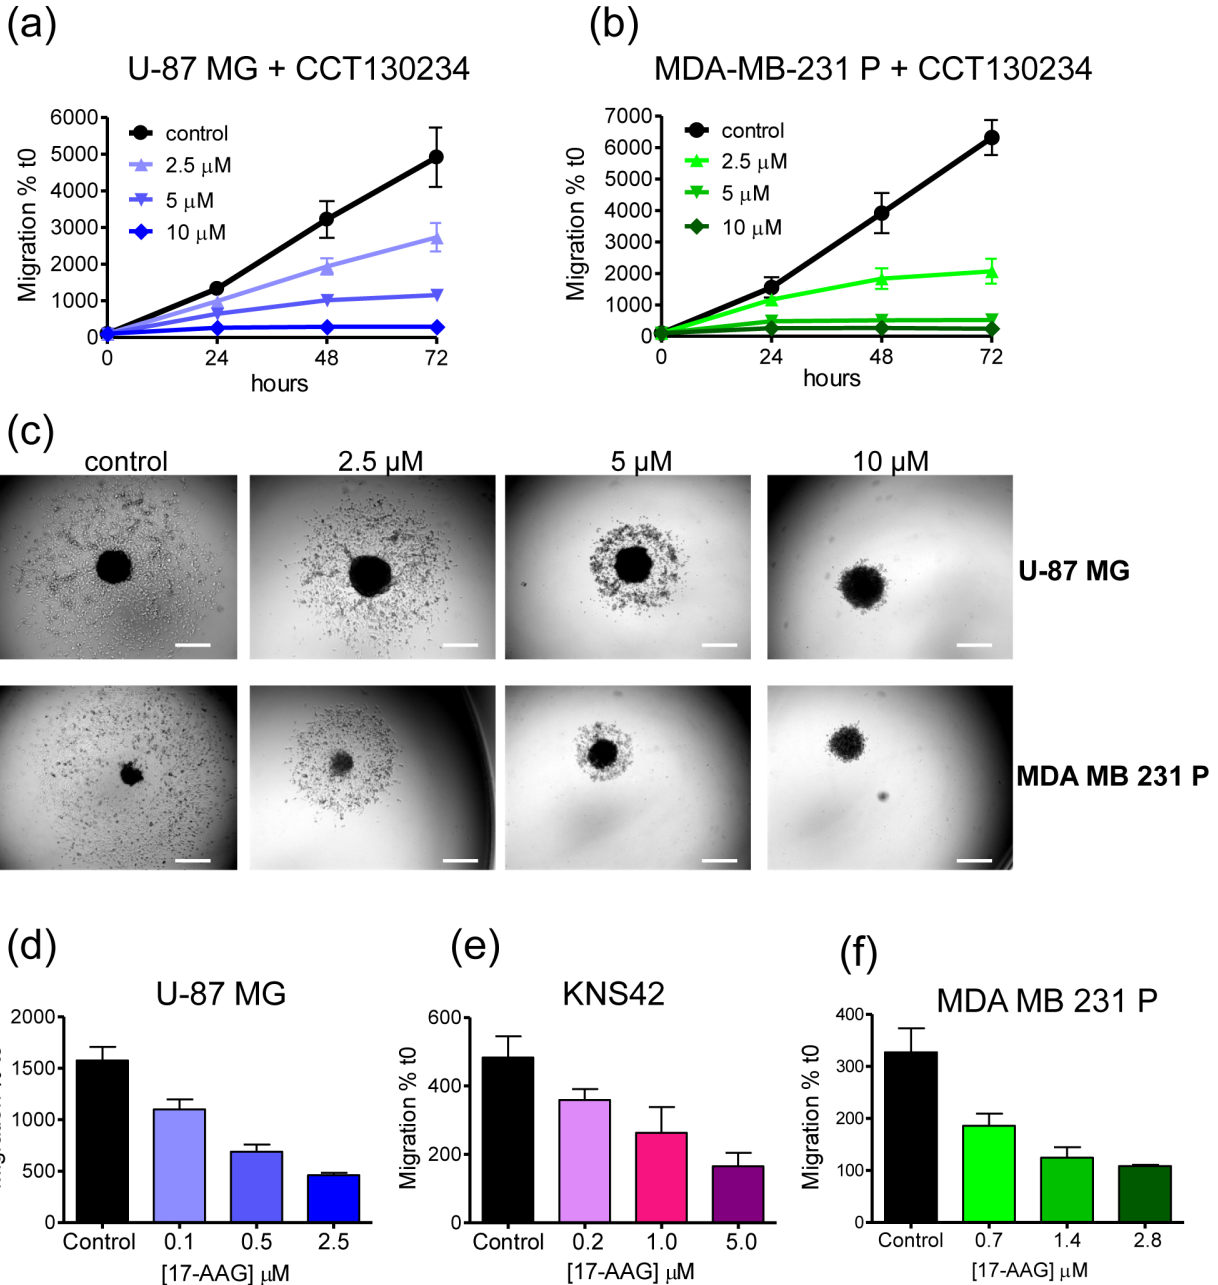 (a)
U-87 MG + CCT130234
Migration % t0
6000
5000
4000
3000
2000
1000
0
control
2.5 μM
5 μM
10 μM
0 24 48 72
hours
(b)
MDA-MB-231 P + CCT130234
Migration % t0
7000
6000
5000
4000
3000
2000
1000
0
control
2.5 μM
5 μM
10 μM
0 24 48 72
hours
(c)
control 2.5 μM 5 μM 10 μM
U-87 MG
MDA MB 231 P
(d)
U-87 MG
2000
1500
1000
500
0
Control 0.1 0.5 2.5
[17-AAG] μM
(e)
KNS42
Migration % t0
600
400
200
0
Control 0.2 1.0 5.0
[17-AAG] μM
(f)
MDA MB 231 P
Migration % t0
400
300
200
100
0
Control 0.7 1.4 2.8
[17-AAG] μM